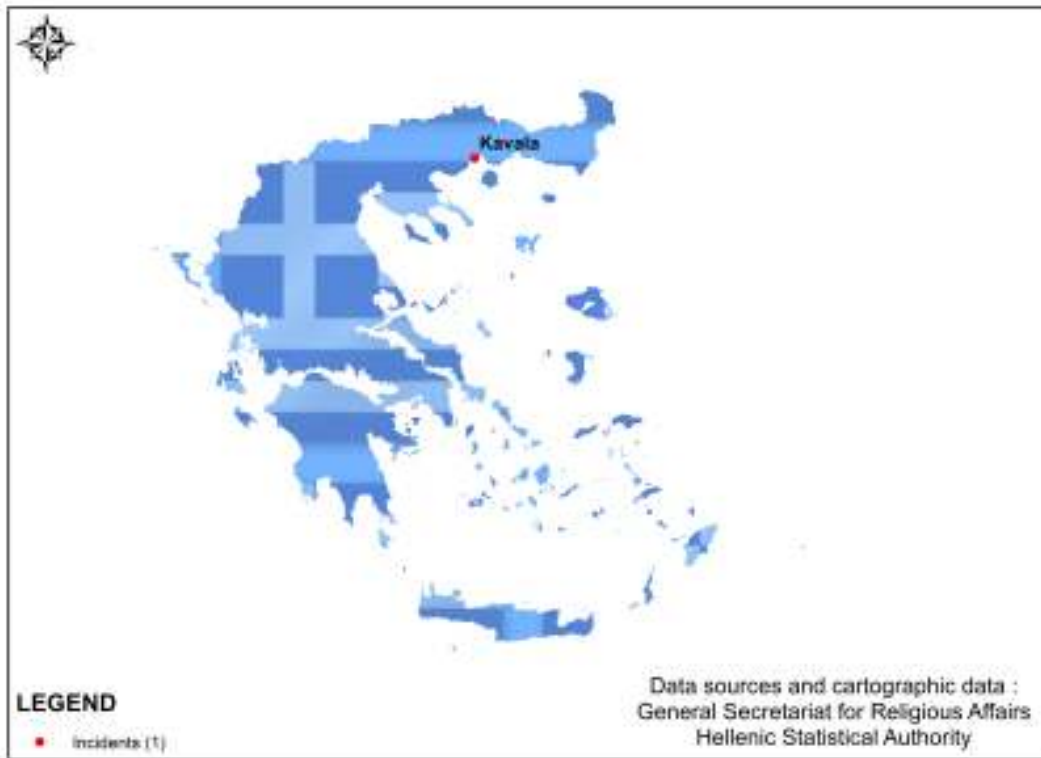 Kavala
LEGEND
Incidents (1)
Data sources and cartographic data :
General Secretariat for Religious Affairs
Hellenic Statistical Authority